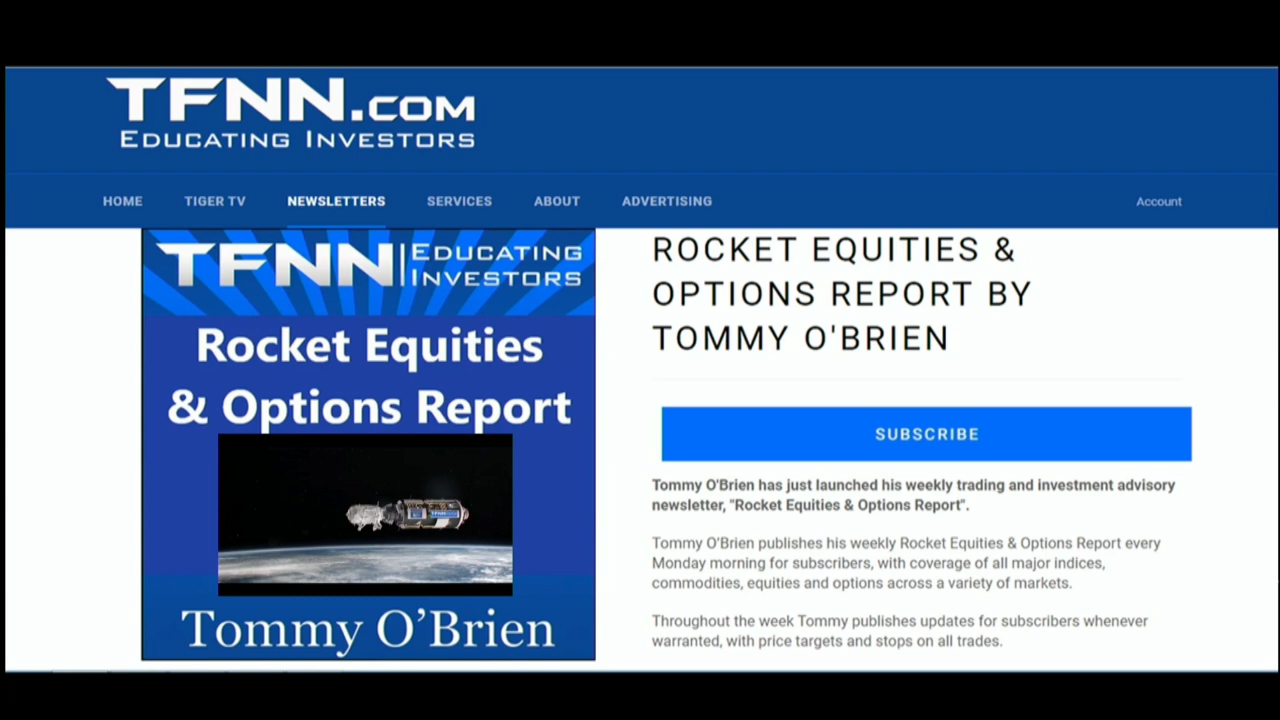 TFNN.COM
EDUCATING INVESTORS
HOME TIGER TV NEWSLETTERS SERVICES ABOUT ADVERTISING Account
TFNN EDUCATING
INVESTORS
Rocket Equities
& Options Report
TFNN
Tommy O’Brien
ROCKET EQUITIES &
OPTIONS REPORT BY
TOMMY O'BRIEN
SUBSCRIBE
Tommy O'Brien has just launched his weekly trading and investment advisory
newsletter, "Rocket Equities & Options Report".
Tommy O’Brien publishes his weekly Rocket Equities & Options Report every
Monday morning for subscribers, with coverage of all major indices,
commodities, equities and options across a variety of markets.
Throughout the week Tommy publishes updates for subscribers whenever
warranted, with price targets and stops on all trades.